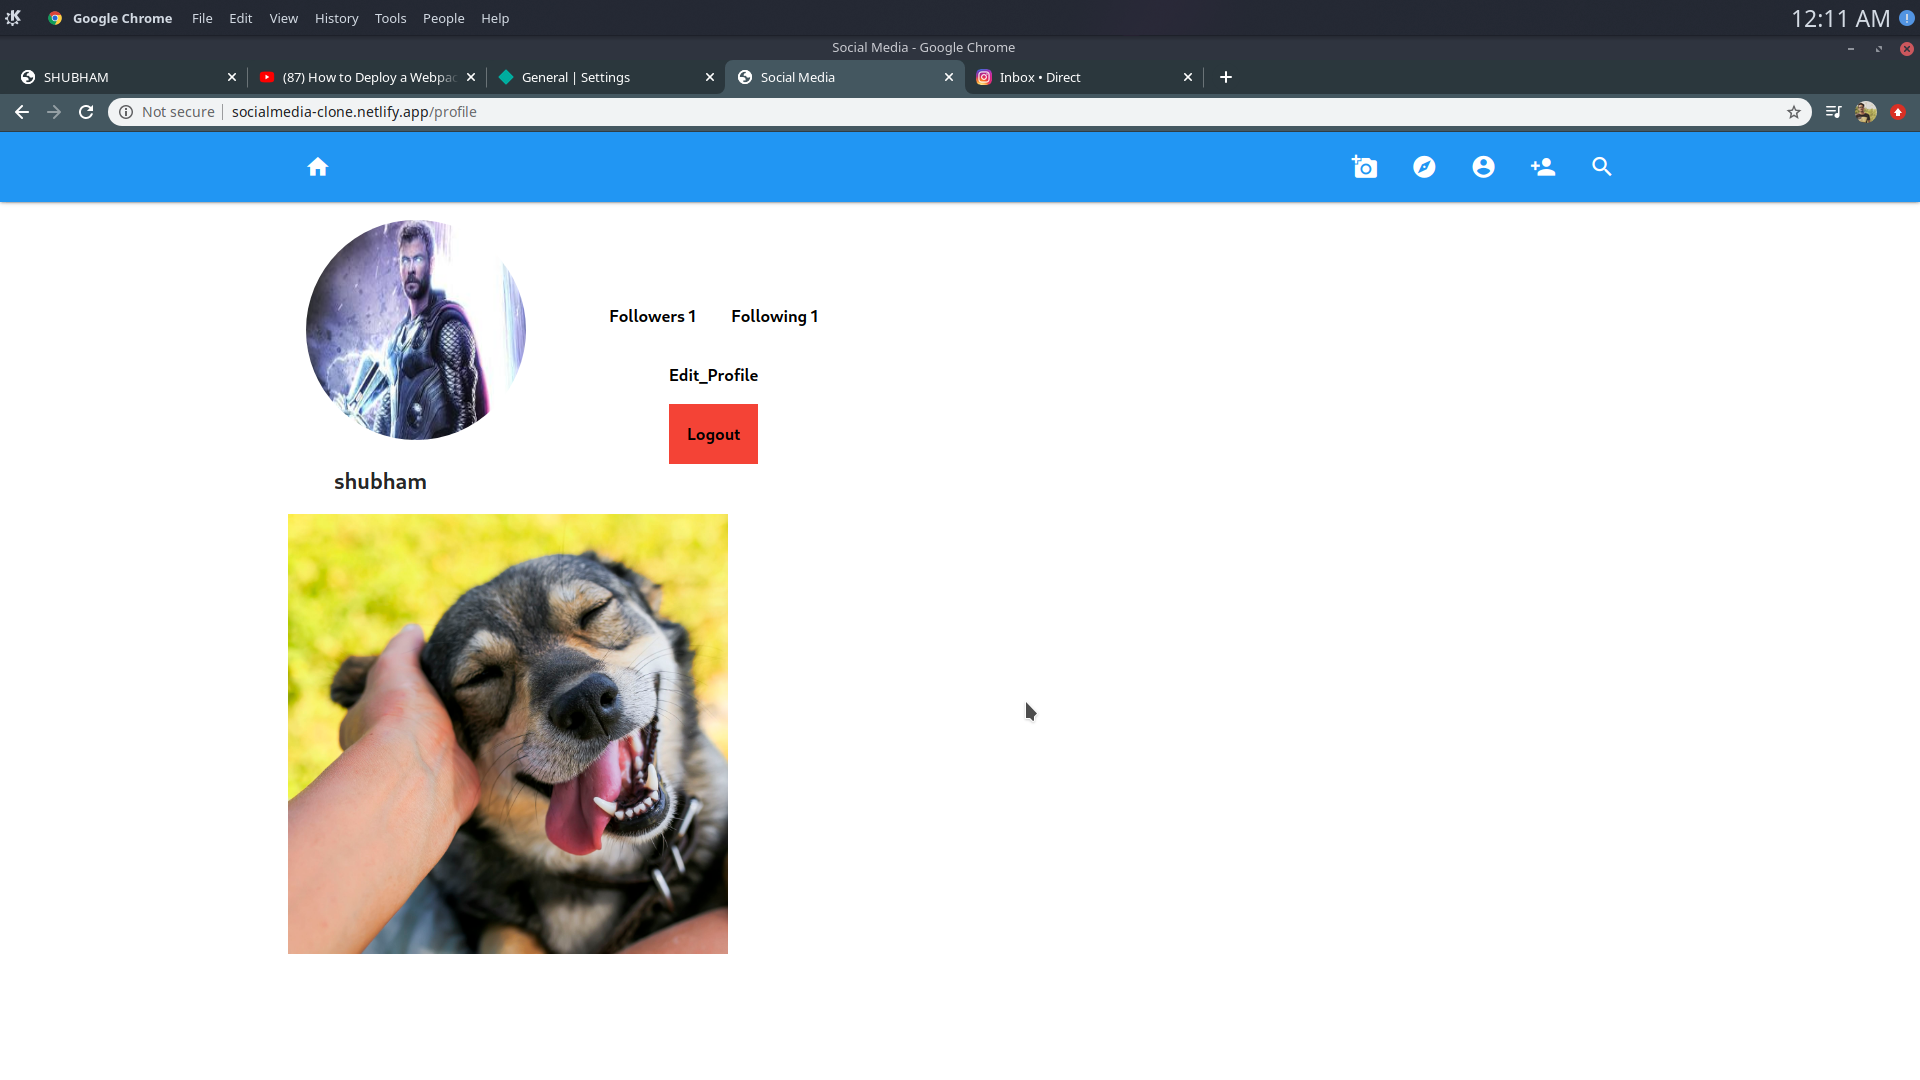 Google Chrome File Edit View History Tools People Help 12:11 AM
Social Media - Google Chrome
SHUBHAM (87) How to Deploy a Webpac General | Settings Social Media Inbox • Direct
Not secure socialmedia-clone.netlify.app/profile
Followers 1 Following 1
Edit_Profile
Logout
shubham